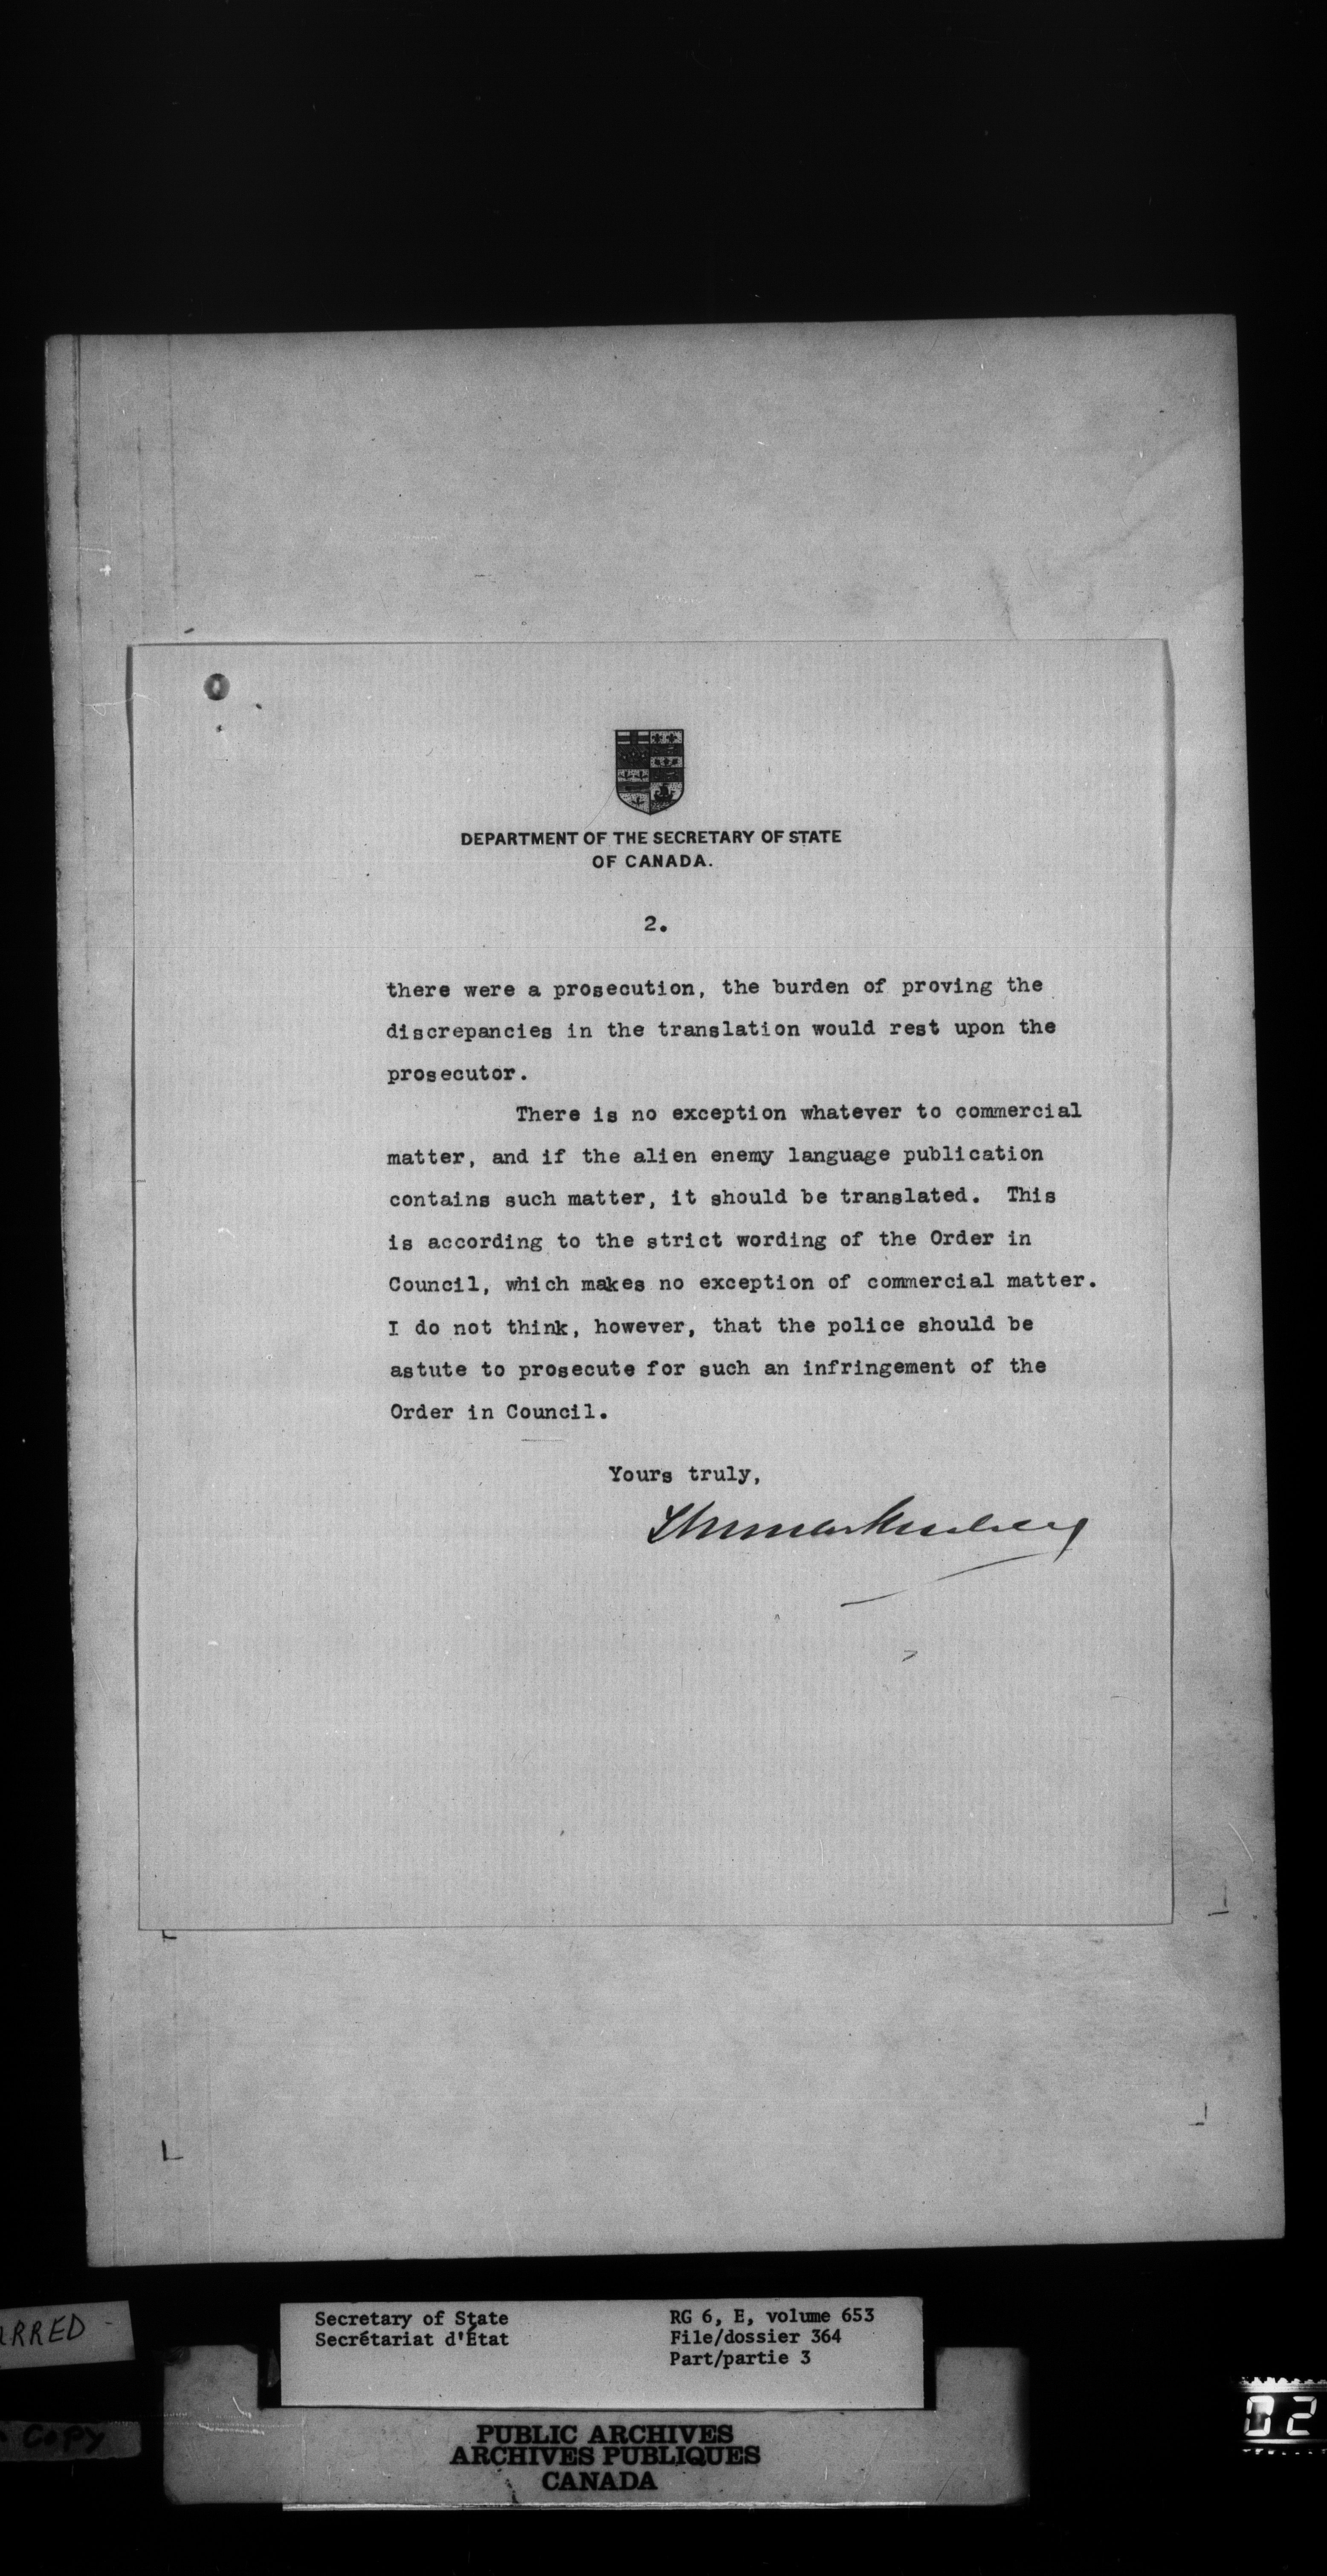 DEPARTMENT OF THE SECRETARY OF STATE
OF CANADA.
2.
there were a prosecution, the burden of proving the
discrepancies in the translation would rest upon the
prosecutor.
There is no exception whatever to commercial
matter, and if the alien enemy language publication
contains such matter, it should be translated. This
is according to the strict wording of the Order in
Council, which makes no exception of commercial matter.
I do not think, however, that the police should be
astute to prosecute for such an infringement of the
Order in Council.
Yours truly,
RRED
Secretary of State
Secrétariat d'État
RG 6, E, volume 653
File/dossier 364
Part/partie 3
COPY
PUBLIC ARCHIVES
ARCHIVES PUBLIQUES
CANADA
02